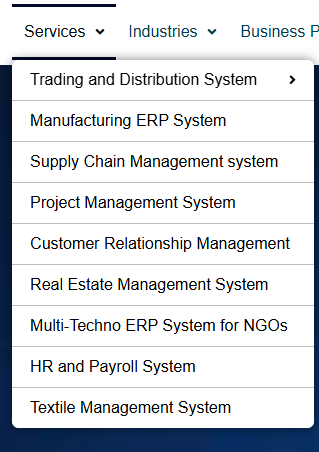 Services Industries Business P
Trading and Distribution System
Manufacturing ERP System
Supply Chain Management system
Project Management System
Customer Relationship Management
Real Estate Management System
Multi-Techno ERP System for NGOs
HR and Payroll System
Textile Management System